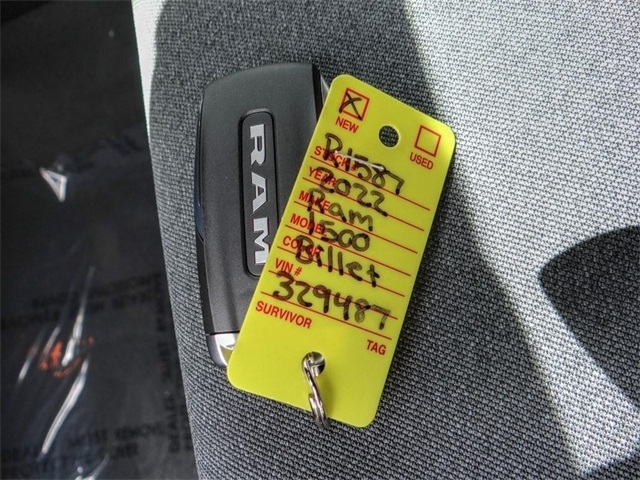 RAM
NEW
USED
STOCK# R1587
YEAR 2022
MAKE Ram
MODEL 1500
COLOR Billet
VIN # 329487
SURVIVOR TAG